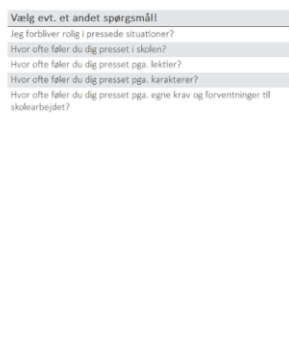 Vælg evt. et andet spørgsmål!
Jeg forbliver rolig i pressede situationer?
Hvor ofte føler du dig presset i skolen?
Hvor ofte føler du dig presset pga. lektier?
Hvor ofte føler du dig presset pga. karakterer?
Hvor ofte føler du dig presset pga. egne krav og forventninger til
skolearbejdet?